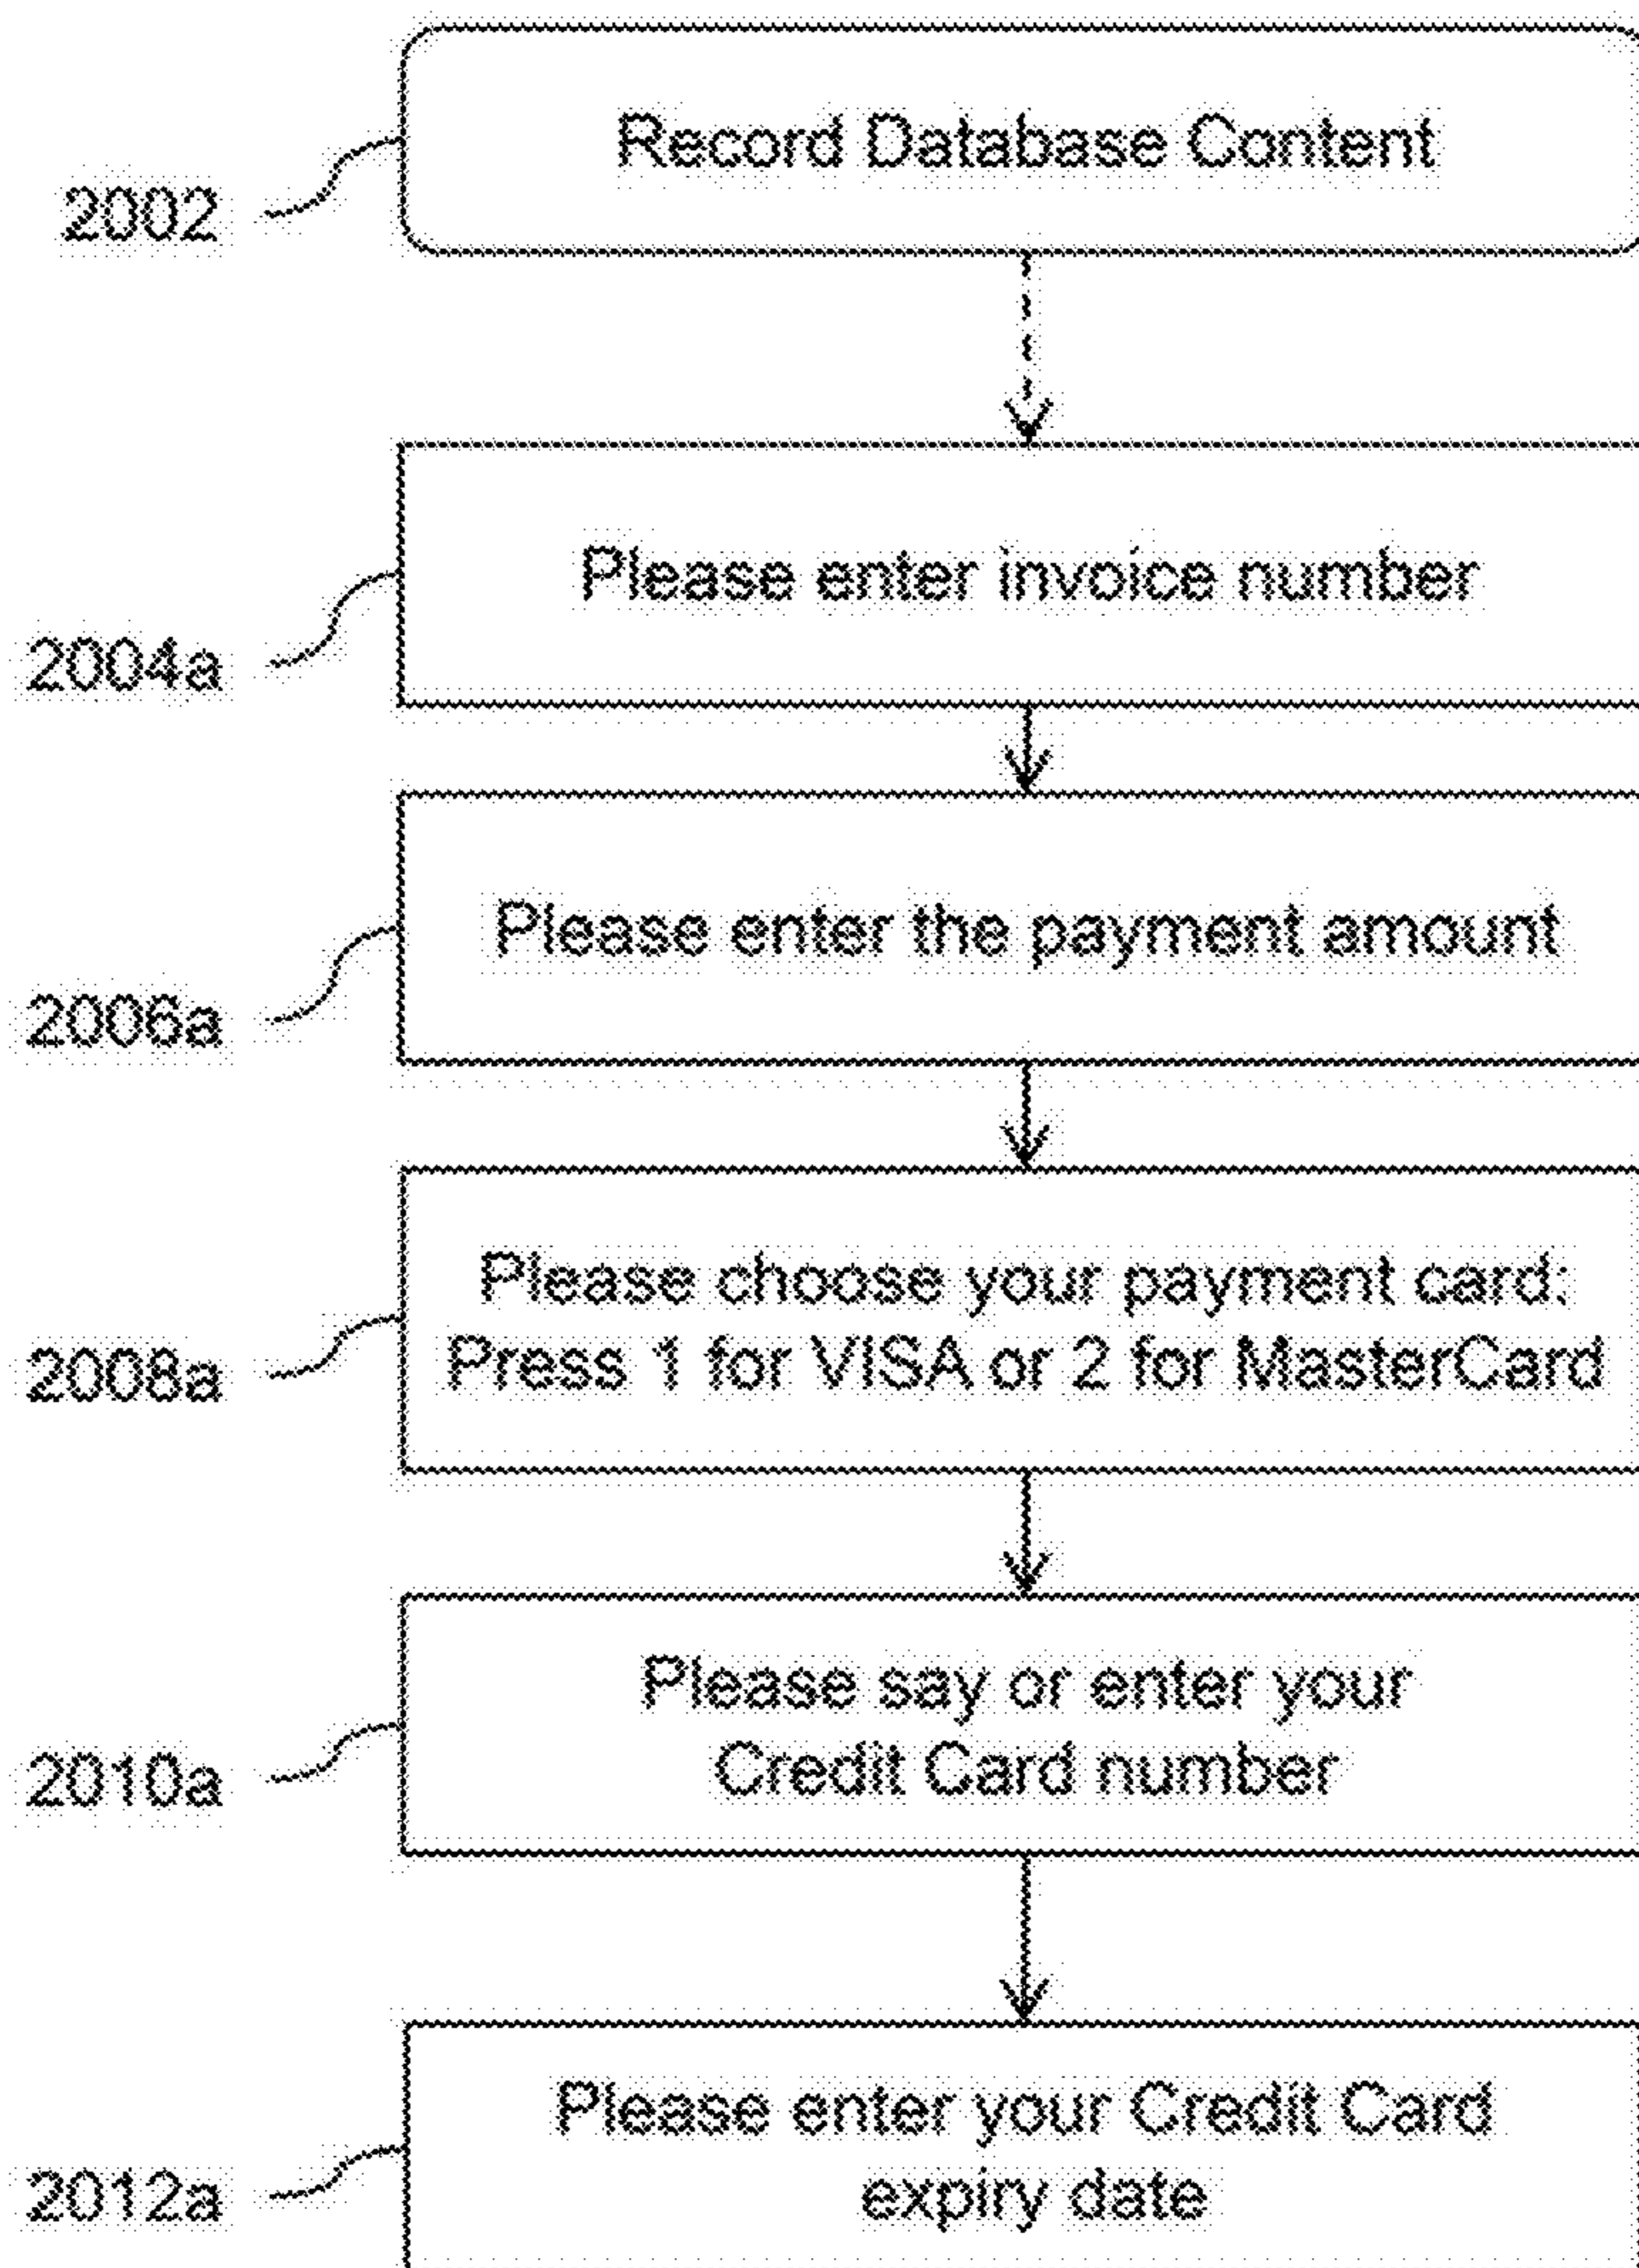 Record Database Content
2002
Please enter invoice number
2004a
Please enter the payment amount
2006a
Please choose your payment card:
Press 1 for VISA or 2 for MasterCard
2008a
Please say or enter your
Credit Card number
2010a
Please enter your Credit Card
expiry date
2012a